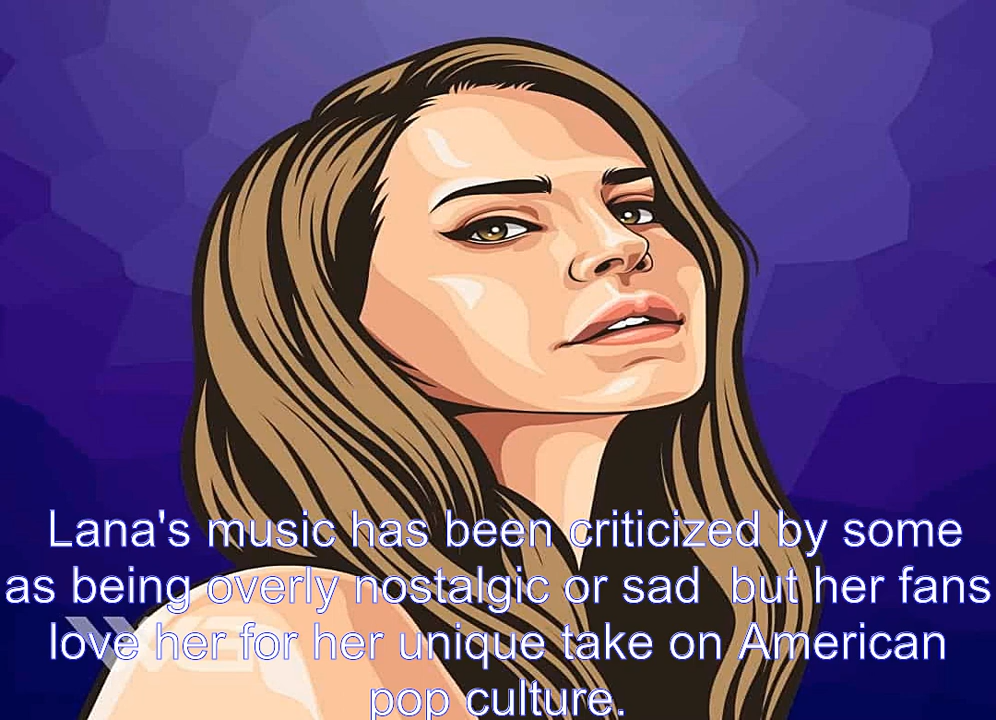 Lana's music has been criticized by some
as being overly nostalgic or sad  but her fans
love her for her unique take on American
pop culture.